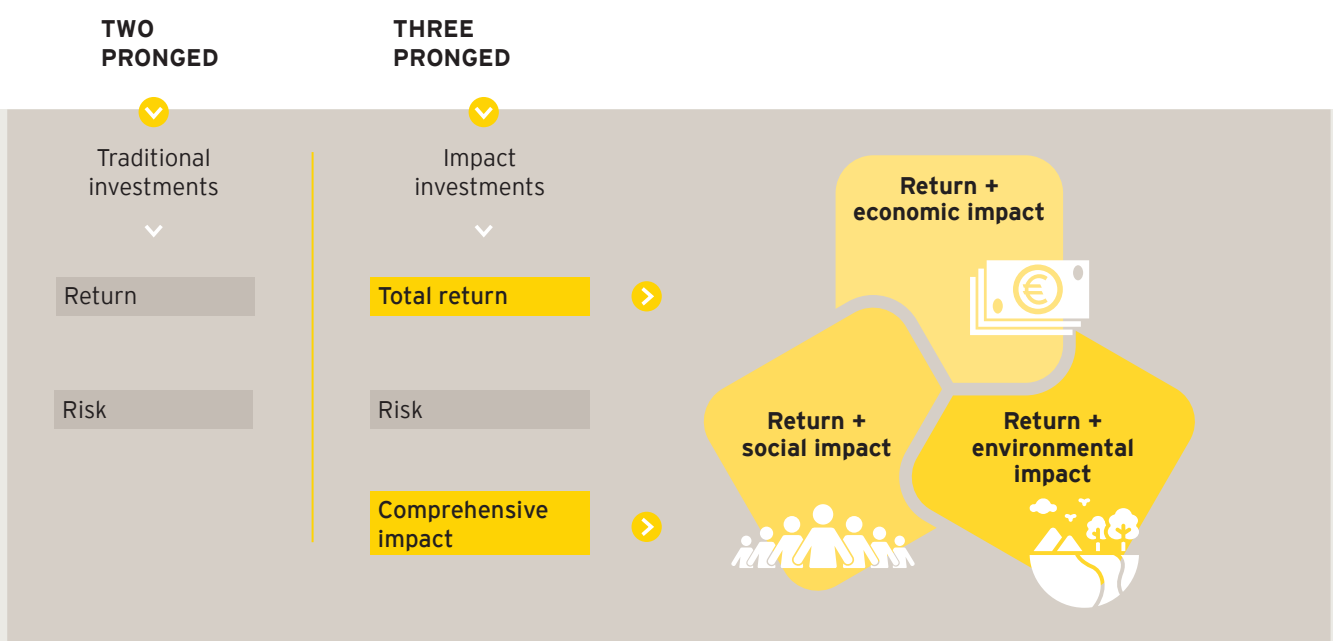 TWO
PRONGED
THREE
PRONGED
Traditional
investments
Impact
investments
Return
Total return
Risk
Risk
Comprehensive
impact
Return +
economic impact
€
Return +
social impact
Return +
environmental
impact